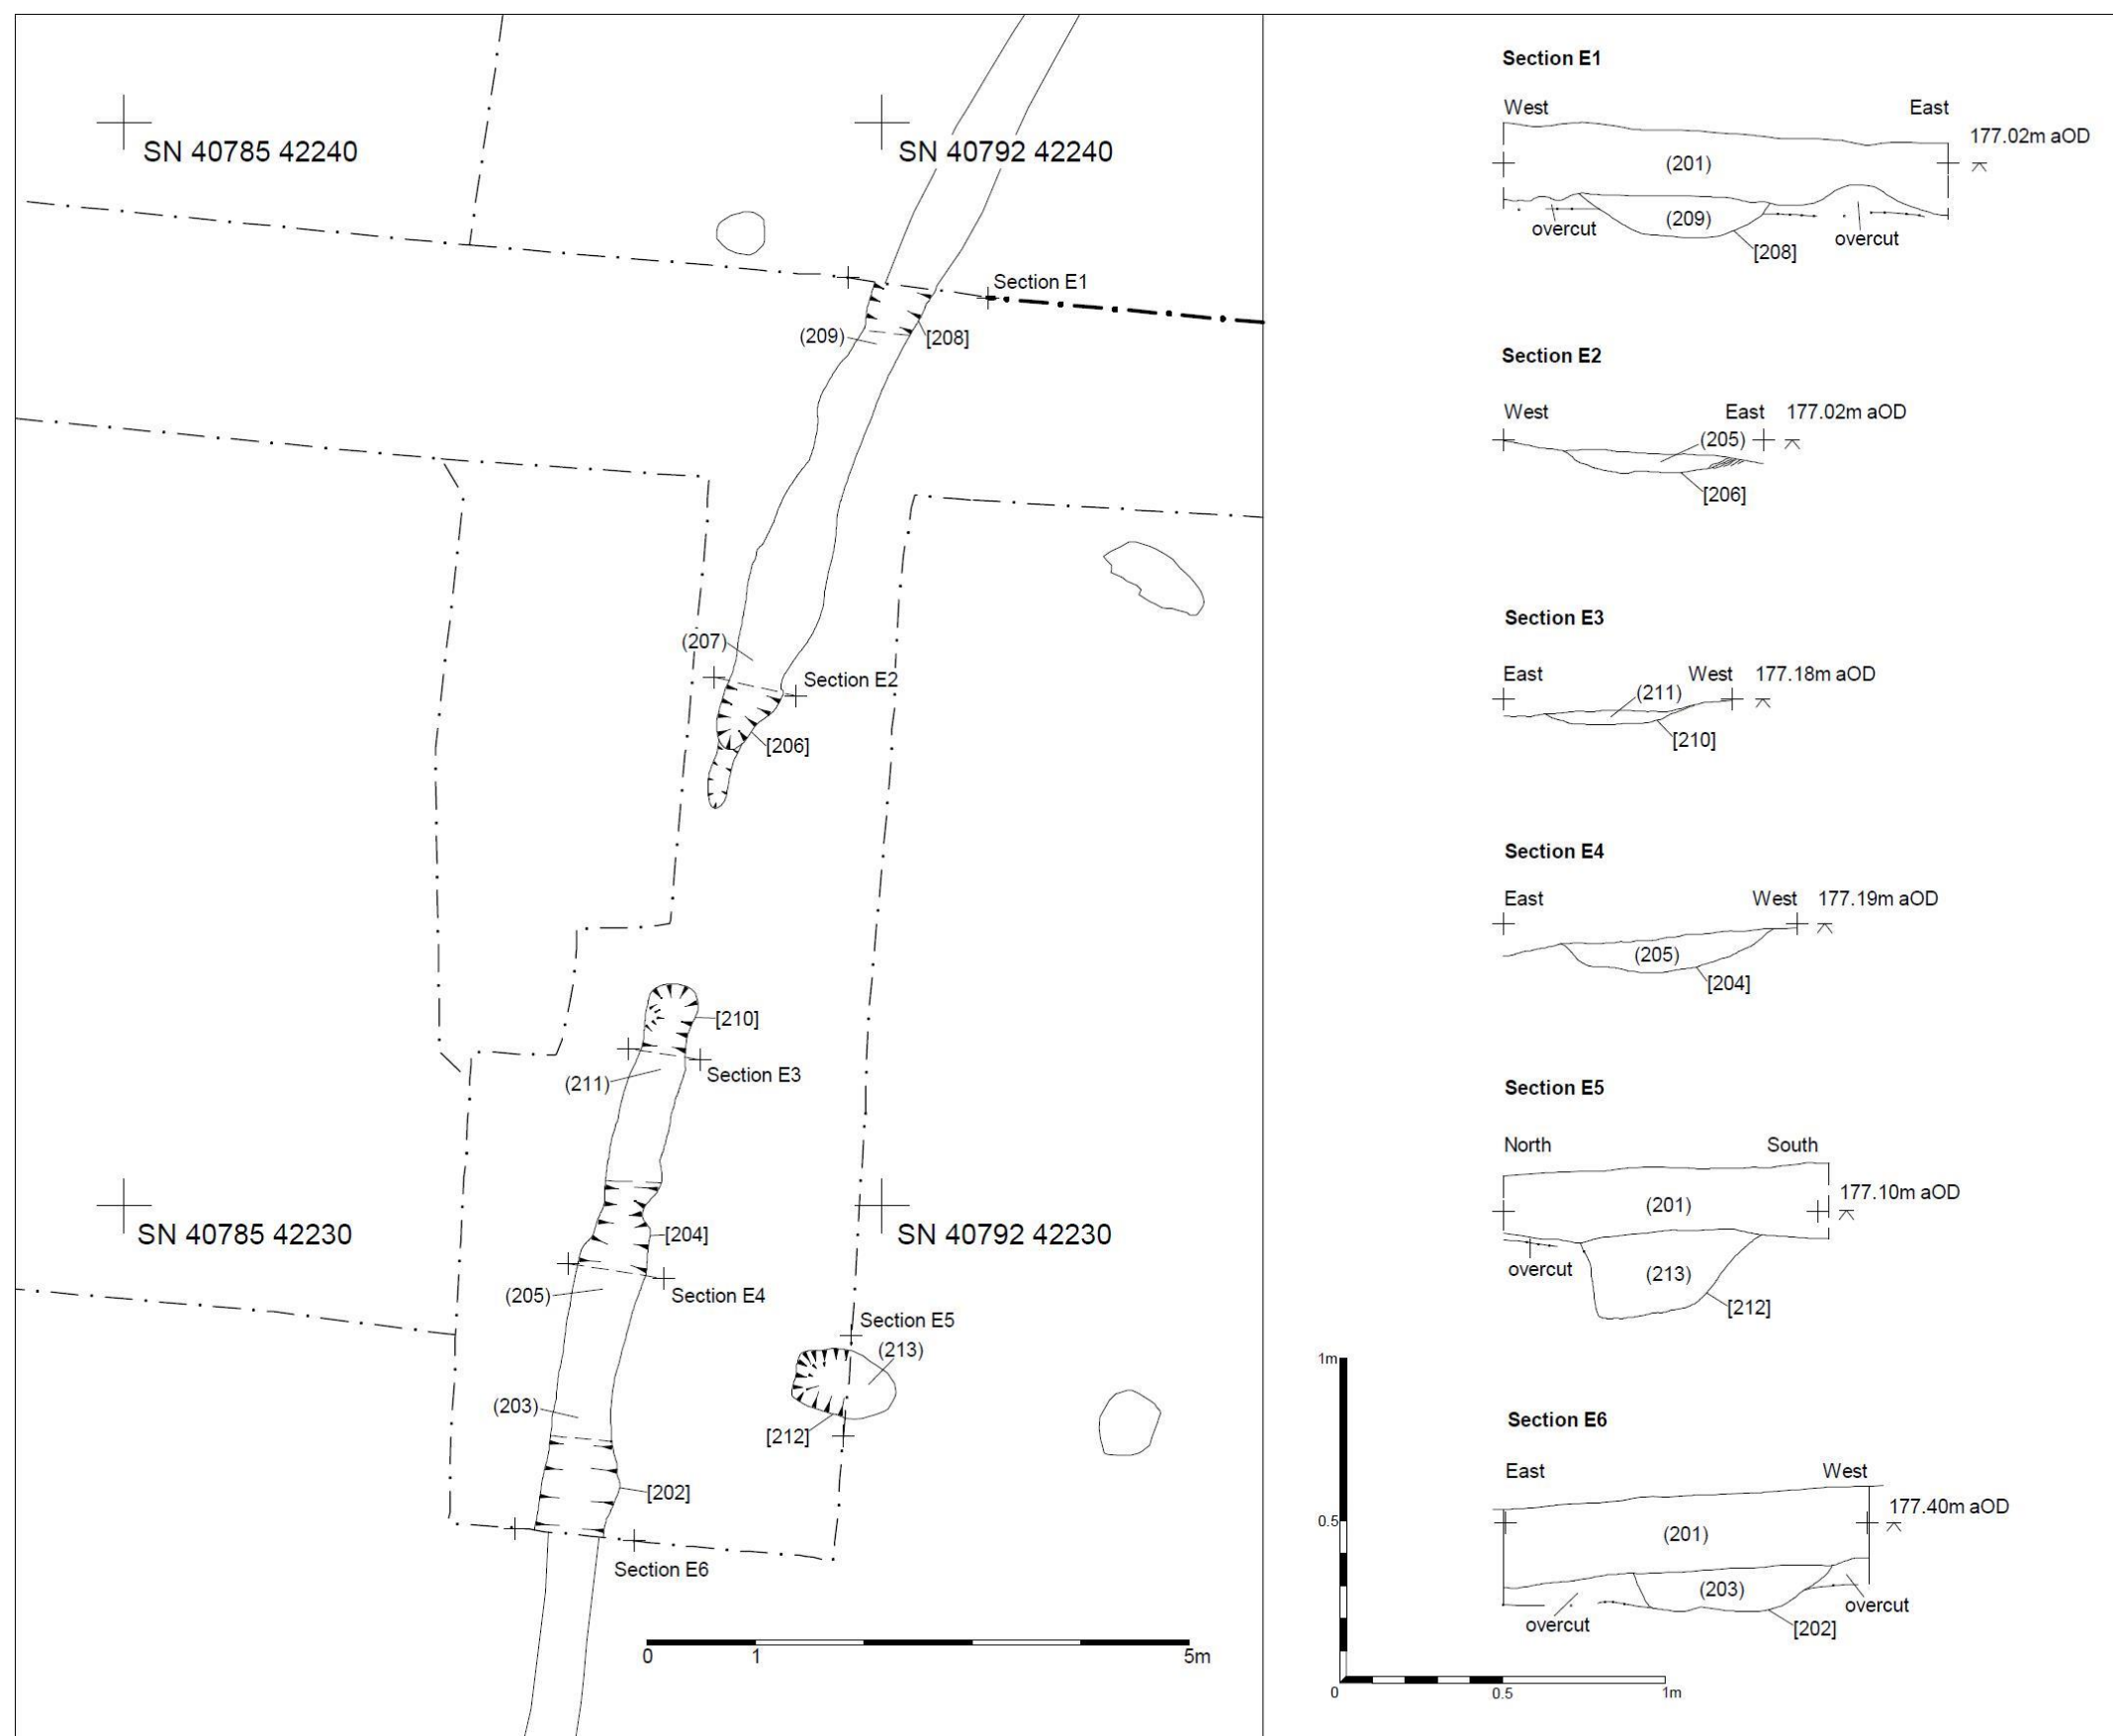 SN 40785 42240
SN 40792 42240
Section E1
(209)
[208]
(207)
Section E2
[206]
[210]
Section E3
(211)
SN 40785 42230
SN 40792 42230
[204]
(205)
Section E4
Section E5
(213)
[212]
(203)
[202]
Section E6
0 1 5m
Section E1
West East
177.02m aOD
(201)
(209)
overcut
[208]
overcut
Section E2
West East 177.02m aOD
(205)
[206]
Section E3
East West 177.18m aOD
(211)
[210]
Section E4
East West 177.19m aOD
(205)
[204]
Section E5
North South
177.10m aOD
(201)
overcut
(213)
[212]
1m
0.5
0 0.5 1m
Section E6
East West
177.40m aOD
(201)
(203)
overcut
overcut
[202]